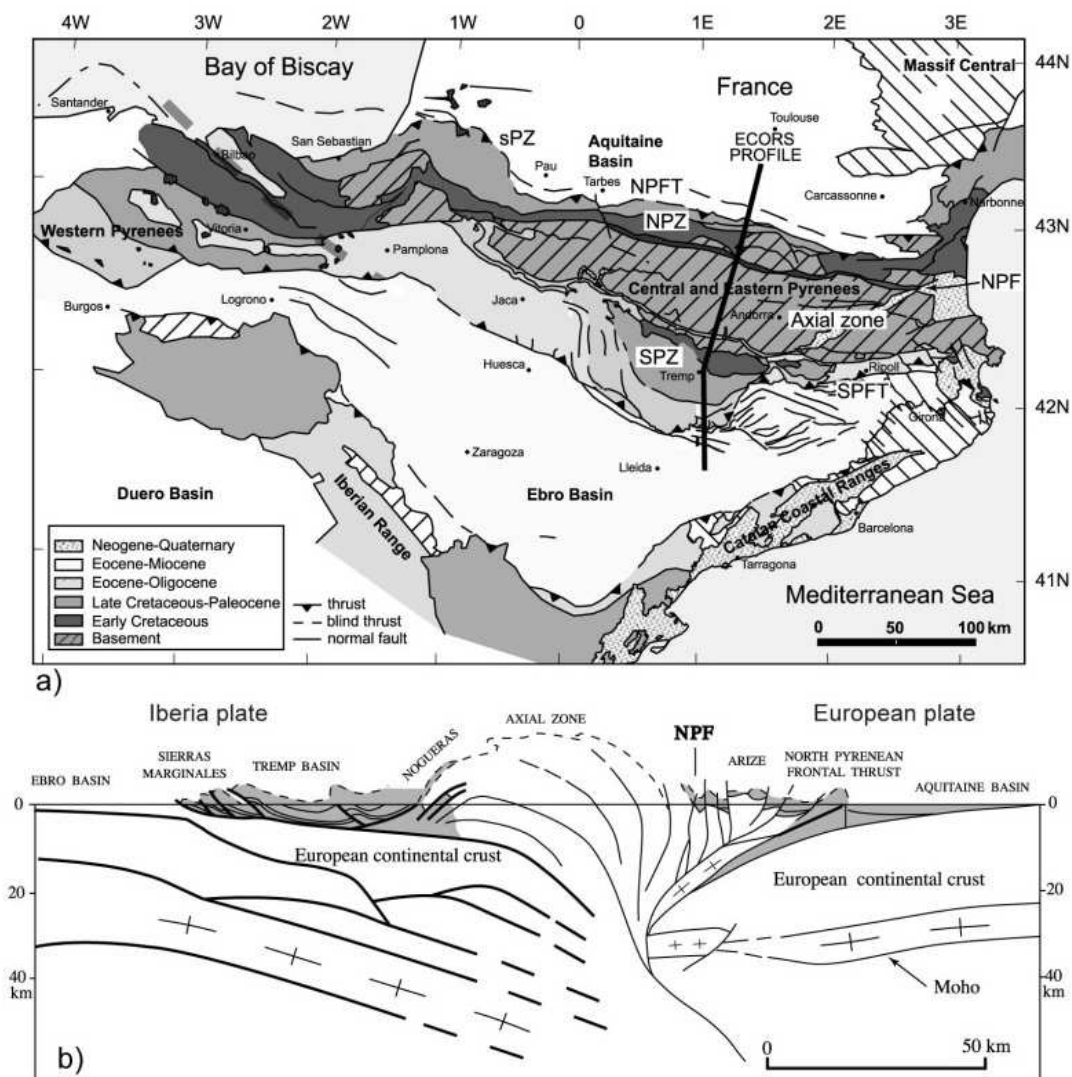 4W 3W 2W 1W 0 1E 2E 3E
Bay of Biscay
Massif Central
44N
France
Santander
Toulouse
San Sebastian
sPZ
Aquitaine
Basin
ECORS
PROFILE
Bilbao
Pau
Tarbes
NPFT
Carcassonne
Narbonne
NPZ
43N
Western Pyrenees
Vitoria
Pamplona
NPF
Central and Eastern Pyrenees
Burgos
Logrono
Jaca
Andorra
Axial zone
SPZ
Huesca
Tremp
Ripoll
SPFT
42N
Girona
Zaragoza
Lleida
Duero Basin
Iberian Range
Ebro Basin
Catelan Coastal Ranges
Barcelona
Tarragona
41N
Mediterranean Sea
Neogene-Quaternary
Eocene-Miocene
Eocene-Oligocene
Late Cretaceous-Paleocene
Early Cretaceous
Basement
thrust
blind thrust
normal fault
0 50 100 km
a)
Iberia plate
AXIAL ZONE
European plate
NPF
SIERRAS
MARGINALES
TREMP BASIN
NOGUERAS
ARIZE
NORTH PYRENEAN
FRONTAL THRUST
EBRO BASIN
AQUITAINE BASIN
0
0
European continental crust
European continental crust
20
20
40
km
40
km
Moho
b)
0 50 km